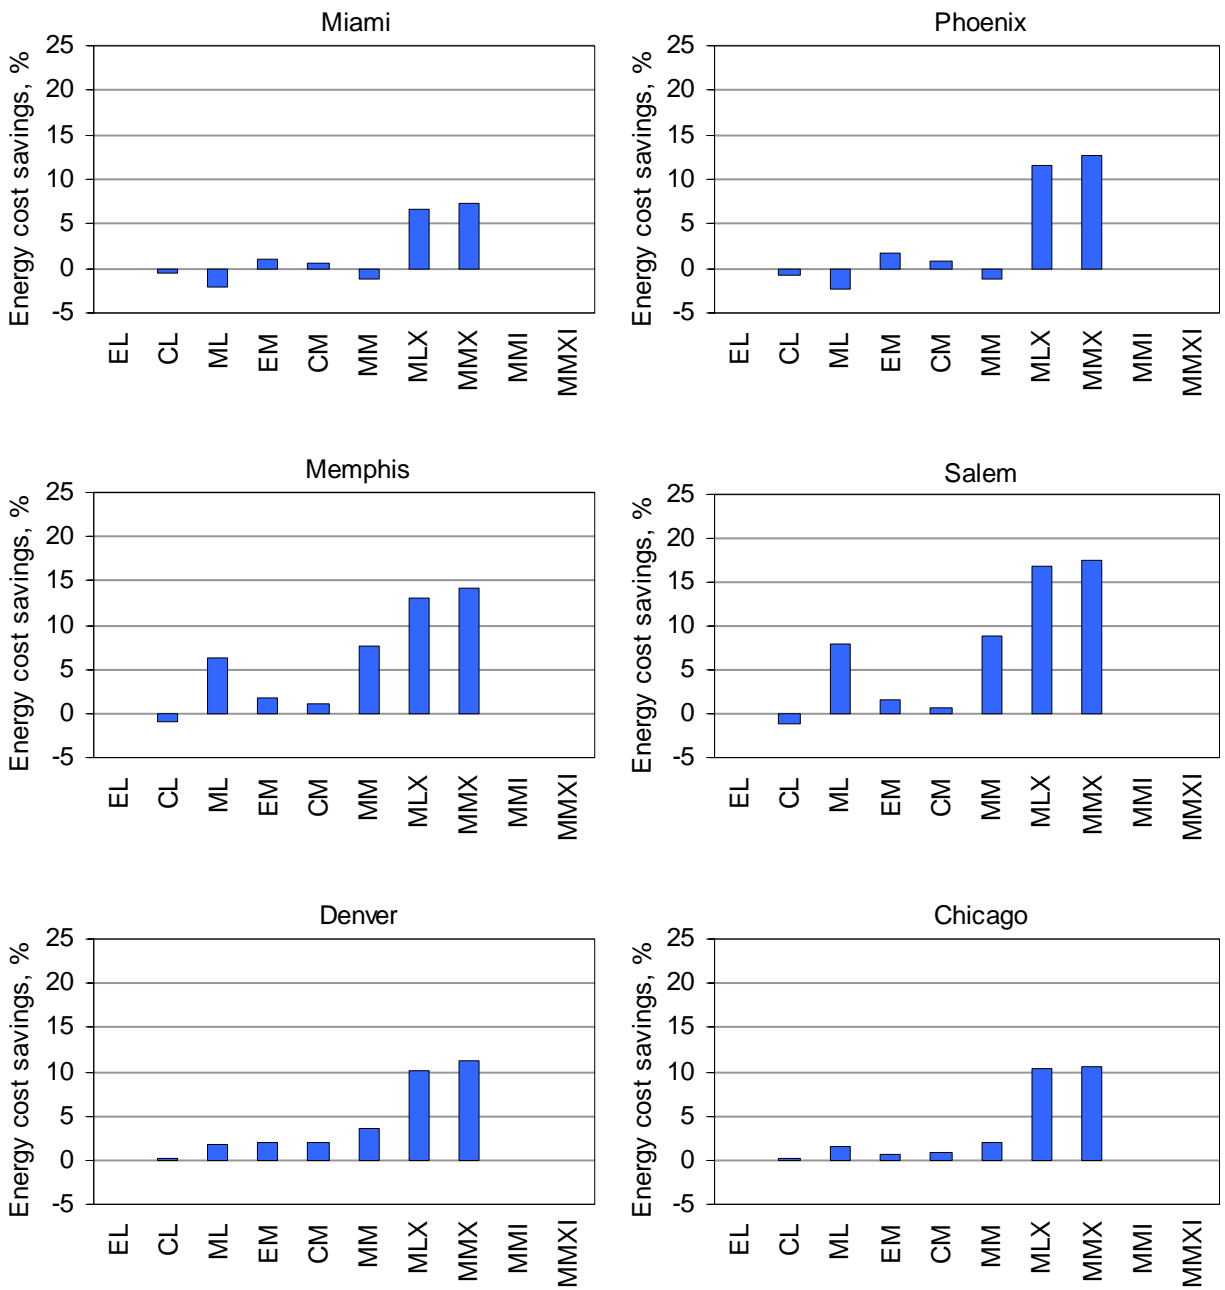 Miami
Energy cost savings, %
25
20
15
10
5
0
-5
EL
CL
ML
EM
CM
MM
MLX
MMX
MMI
MMXI
Phoenix
Energy cost savings, %
25
20
15
10
5
0
-5
EL
CL
ML
EM
CM
MM
MLX
MMX
MMI
MMXI
Memphis
Energy cost savings, %
25
20
15
10
5
0
-5
EL
CL
ML
EM
CM
MM
MLX
MMX
MMI
MMXI
Salem
Energy cost savings, %
25
20
15
10
5
0
-5
EL
CL
ML
EM
CM
MM
MLX
MMX
MMI
MMXI
Denver
Energy cost savings, %
25
20
15
10
5
0
-5
EL
CL
ML
EM
CM
MM
MLX
MMX
MMI
MMXI
Chicago
Energy cost savings, %
25
20
15
10
5
0
-5
EL
CL
ML
EM
CM
MM
MLX
MMX
MMI
MMXI